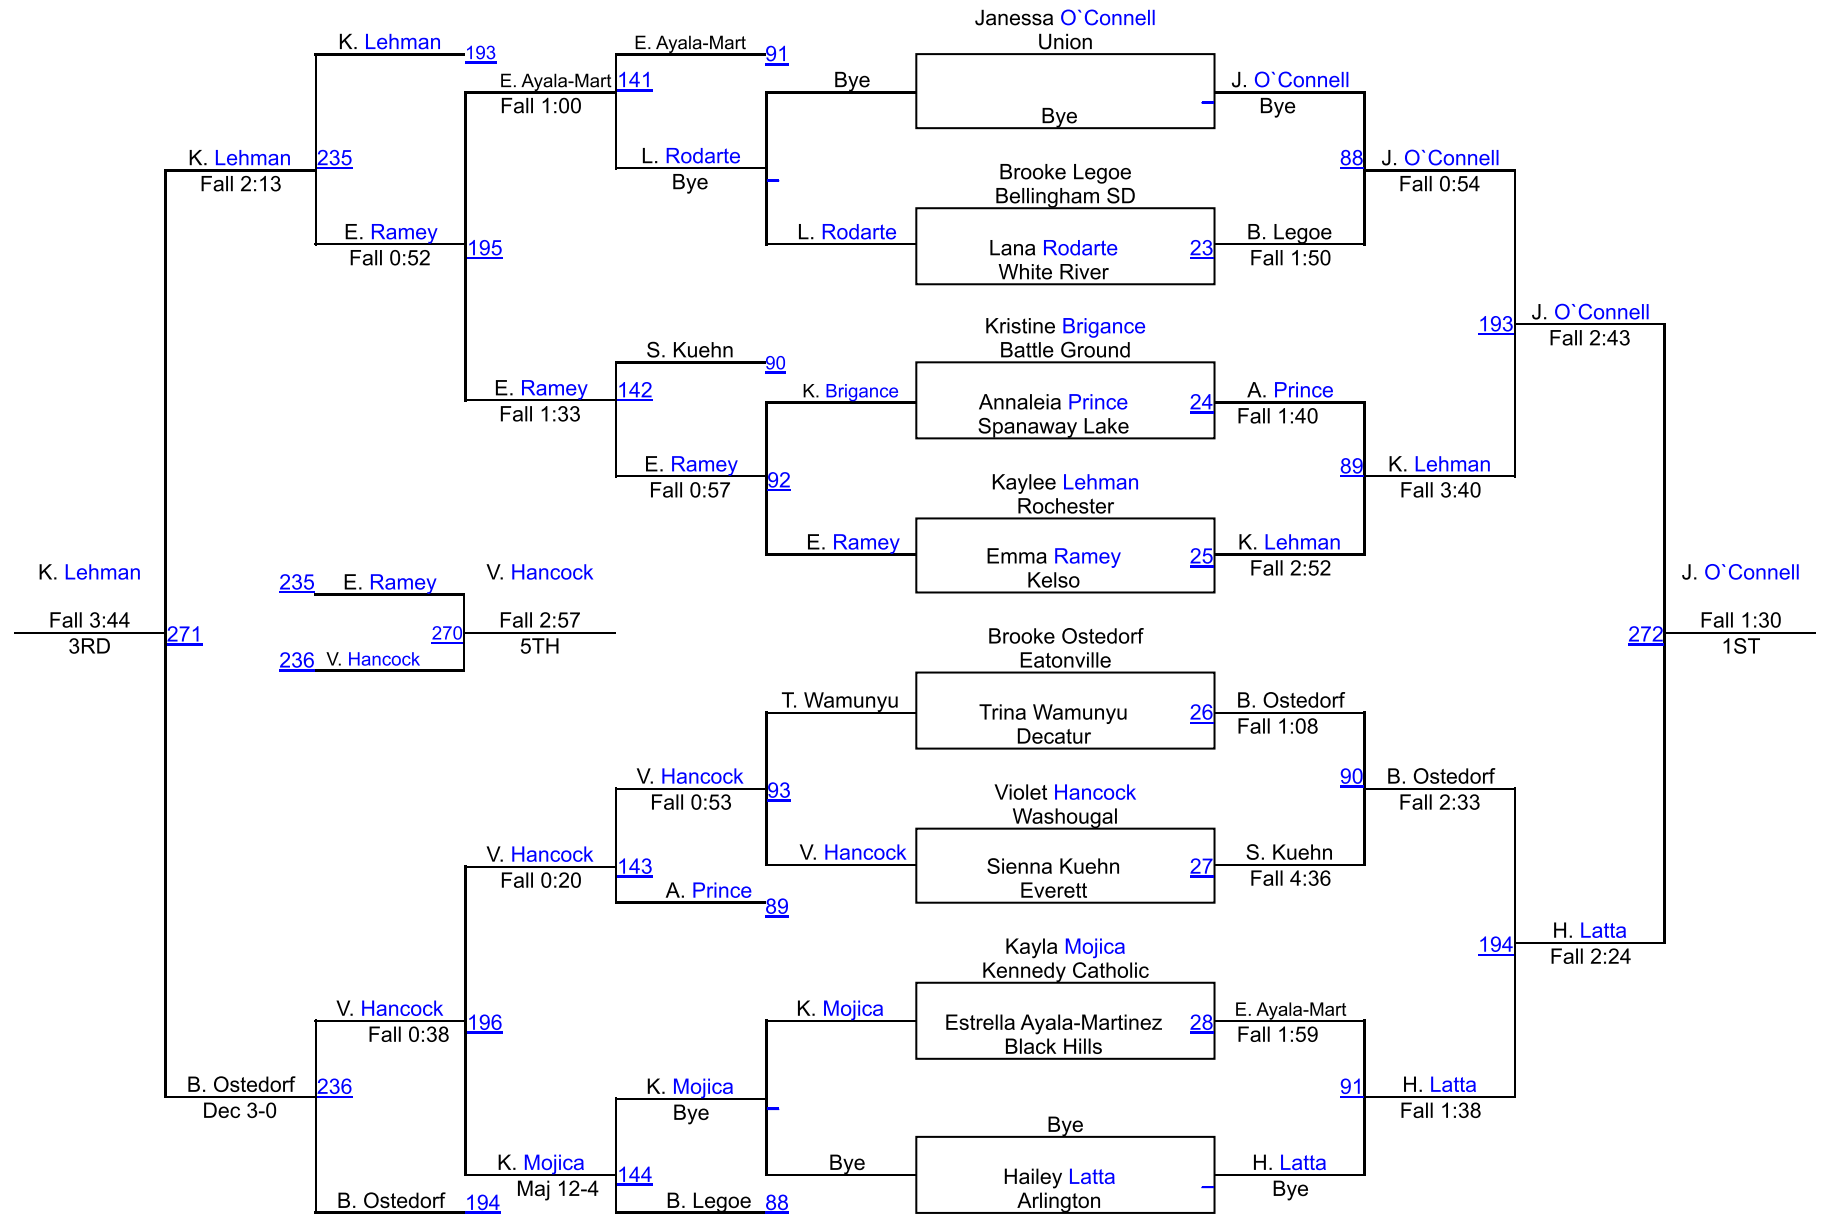 Janessa O`Connell
Union
K. Lehman 193
E. Ayala-Mart 91
E. Ayala-Mart 141
Fall 1:00
Bye
J. O`Connell
Bye
Bye
K. Lehman 235
Fall 2:13
L. Rodarte
Bye
88 J. O`Connell
Fall 0:54
Brooke Legoe
Bellingham SD
E. Ramey
Fall 0:52
195
L. Rodarte
Lana Rodarte 23
White River
B. Legoe
Fall 1:50
Kristine Brigance
Battle Ground
193 J. O`Connell
Fall 2:43
S. Kuehn 90
E. Ramey 142
Fall 1:33
K. Brigance
Annaleia Prince 24
Spanaway Lake
A. Prince
Fall 1:40
E. Ramey
Fall 0:57
92
Kaylee Lehman
Rochester
89 K. Lehman
Fall 3:40
E. Ramey
Emma Ramey 25
Kelso
K. Lehman
Fall 2:52
K. Lehman
Fall 3:44
3RD
271
235 E. Ramey
236 V. Hancock
270
V. Hancock
Fall 2:57
5TH
J. O`Connell
272 Fall 1:30
1ST
Brooke Ostedorf
Eatonville
T. Wamunyu
Trina Wamunyu 26
Decatur
B. Ostedorf
Fall 1:08
V. Hancock
Fall 0:53
93
Violet Hancock
Washougal
90 B. Ostedorf
Fall 2:33
V. Hancock 143
Fall 0:20
V. Hancock
Sienna Kuehn 27
Everett
S. Kuehn
Fall 4:36
A. Prince 89
Kayla Mojica
Kennedy Catholic
194 H. Latta
Fall 2:24
V. Hancock
Fall 0:38
196
K. Mojica
Estrella Ayala-Martinez 28
Black Hills
E. Ayala-Mart
Fall 1:59
B. Ostedorf 236
Dec 3-0
K. Mojica
Bye
91 H. Latta
Fall 1:38
Bye
K. Mojica 144
Maj 12-4
Bye
Hailey Latta
Arlington
H. Latta
Bye
B. Ostedorf 194
B. Legoe 88